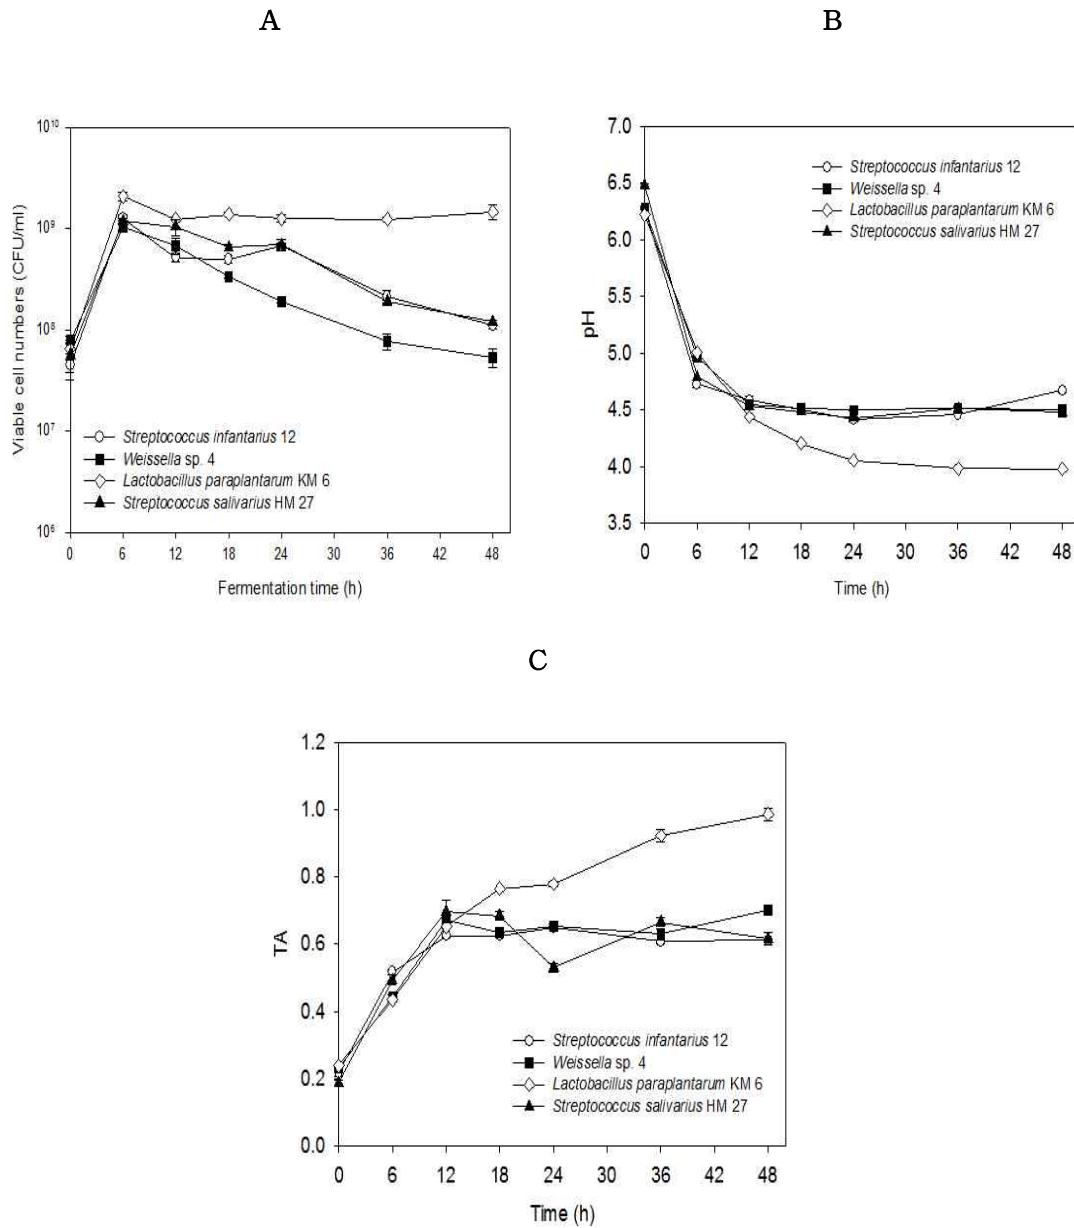 A
B
10¹⁰
10⁹
10⁸
10⁷
10⁶
Viable cell numbers (CFU/ml)
Streptococcus infantarius 12
Weissella sp. 4
Lactobacillus paraplantarum KM 6
Streptococcus salivarius HM 27
0 6 12 18 24 30 36 42 48
Fermentation time (h)
7.0
6.5
6.0
5.5
5.0
4.5
4.0
3.5
pH
Streptococcus infantarius 12
Weissella sp. 4
Lactobacillus paraplantarum KM 6
Streptococcus salivarius HM 27
0 6 12 18 24 30 36 42 48
Time (h)
C
1.2
1.0
0.8
0.6
0.4
0.2
0.0
TA
Streptococcus infantarius 12
Weissella sp. 4
Lactobacillus paraplantarum KM 6
Streptococcus salivarius HM 27
0 6 12 18 24 30 36 42 48
Time (h)